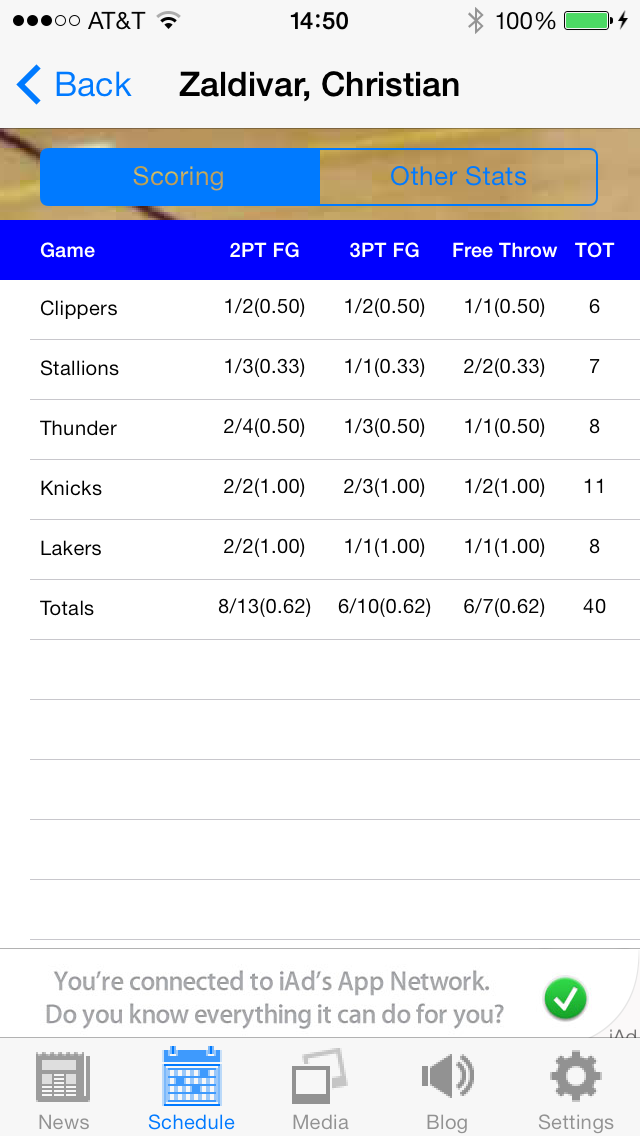 AT&T 14:50 100%
Back Zaldivar, Christian
Scoring Other Stats
Game 2PT FG 3PT FG Free Throw TOT
Clippers 1/2(0.50) 1/2(0.50) 1/1(0.50) 6
Stallions 1/3(0.33) 1/1(0.33) 2/2(0.33) 7
Thunder 2/4(0.50) 1/3(0.50) 1/1(0.50) 8
Knicks 2/2(1.00) 2/3(1.00) 1/2(1.00) 11
Lakers 2/2(1.00) 1/1(1.00) 1/1(1.00) 8
Totals 8/13(0.62) 6/10(0.62) 6/7(0.62) 40
You're connected to iAd's App Network.
Do you know everything it can do for you?
iAd
News Schedule Media Blog Settings